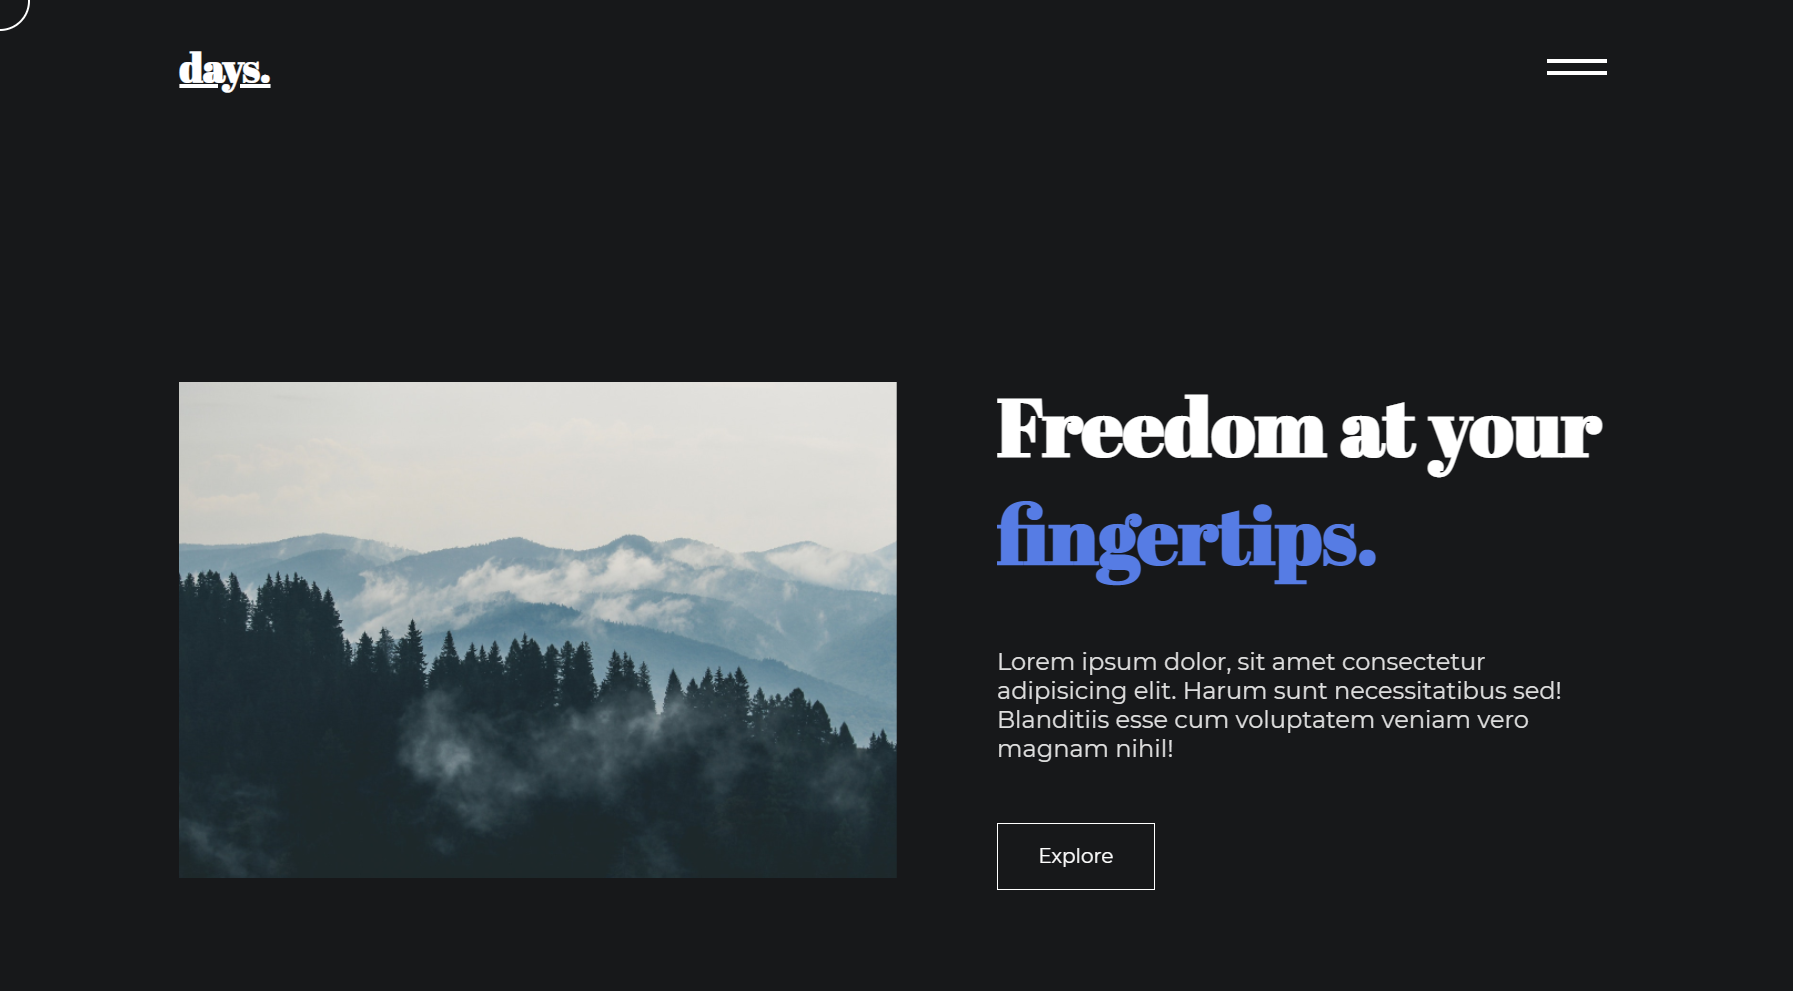 days.
Freedom at your
fingertips.
Lorem ipsum dolor, sit amet consectetur
adipisicing elit. Harum sunt necessitatibus sed!
Blanditiis esse cum voluptatem veniam vero
magnam nihil!
Explore